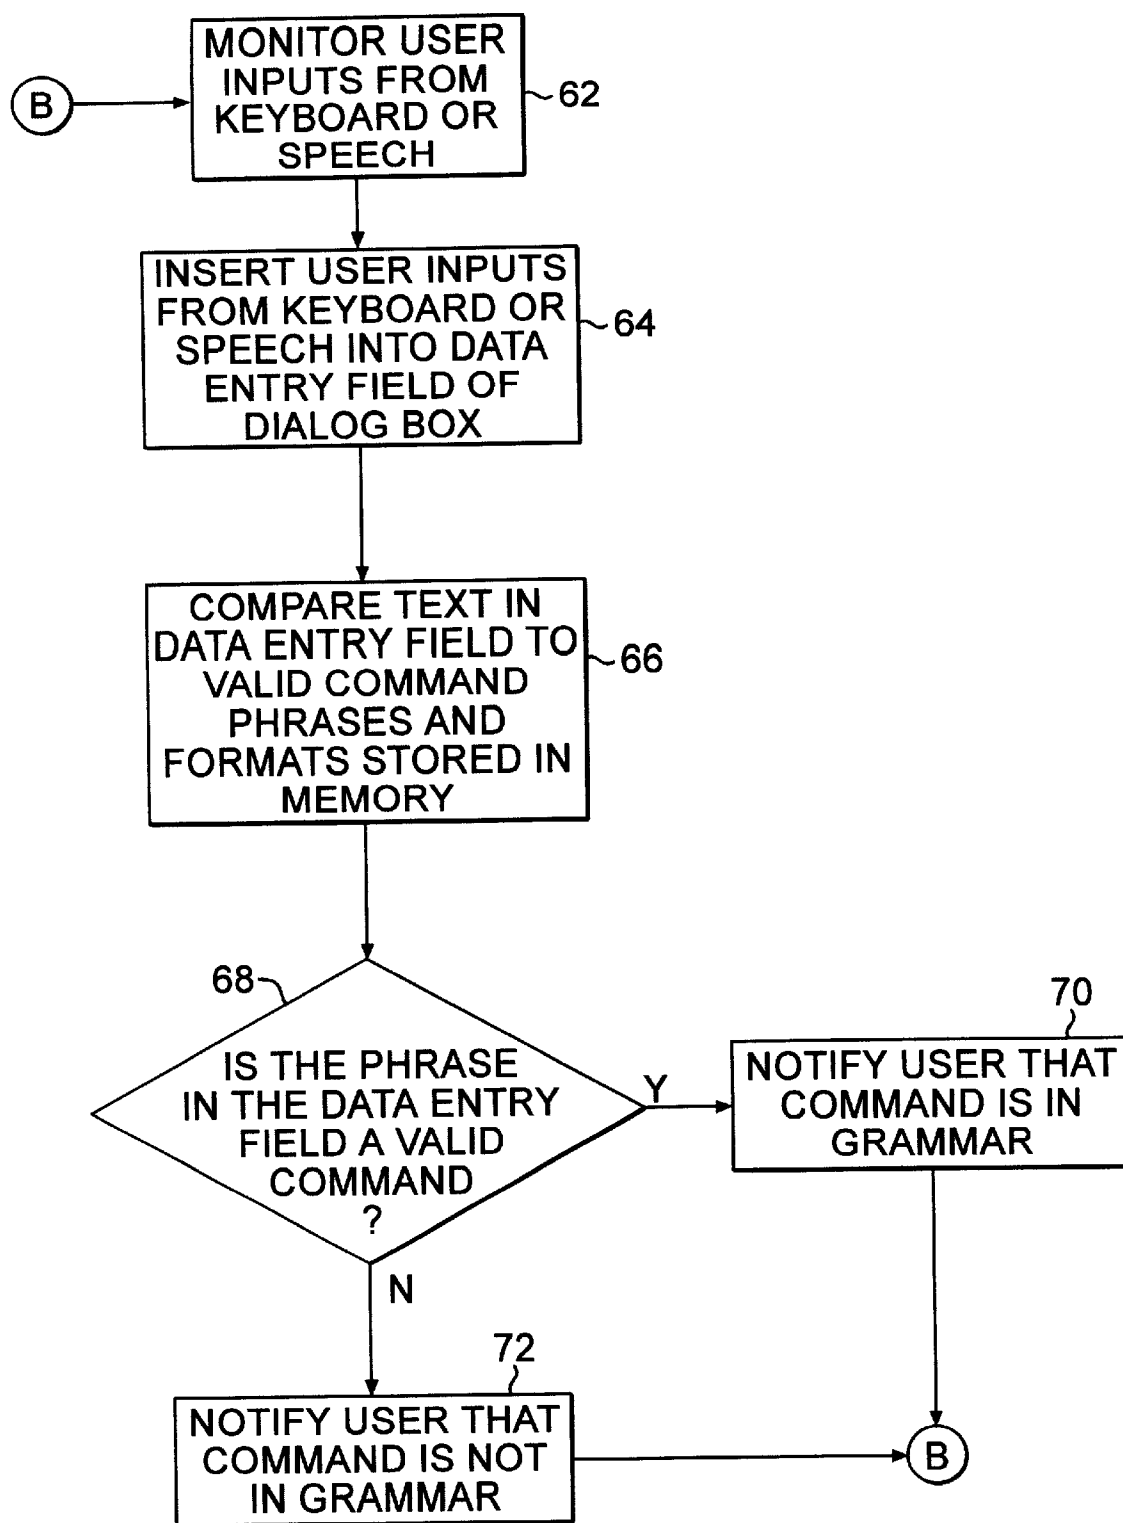 MONITOR USER
INPUTS FROM
KEYBOARD OR
SPEECH
B
62
INSERT USER INPUTS
FROM KEYBOARD OR
SPEECH INTO DATA
ENTRY FIELD OF
DIALOG BOX
64
COMPARE TEXT IN
DATA ENTRY FIELD TO
VALID COMMAND
PHRASES AND
FORMATS STORED IN
MEMORY
66
68
IS THE PHRASE
IN THE DATA ENTRY
FIELD A VALID
COMMAND
?
Y
70
NOTIFY USER THAT
COMMAND IS IN
GRAMMAR
N
72
NOTIFY USER THAT
COMMAND IS NOT
IN GRAMMAR
B